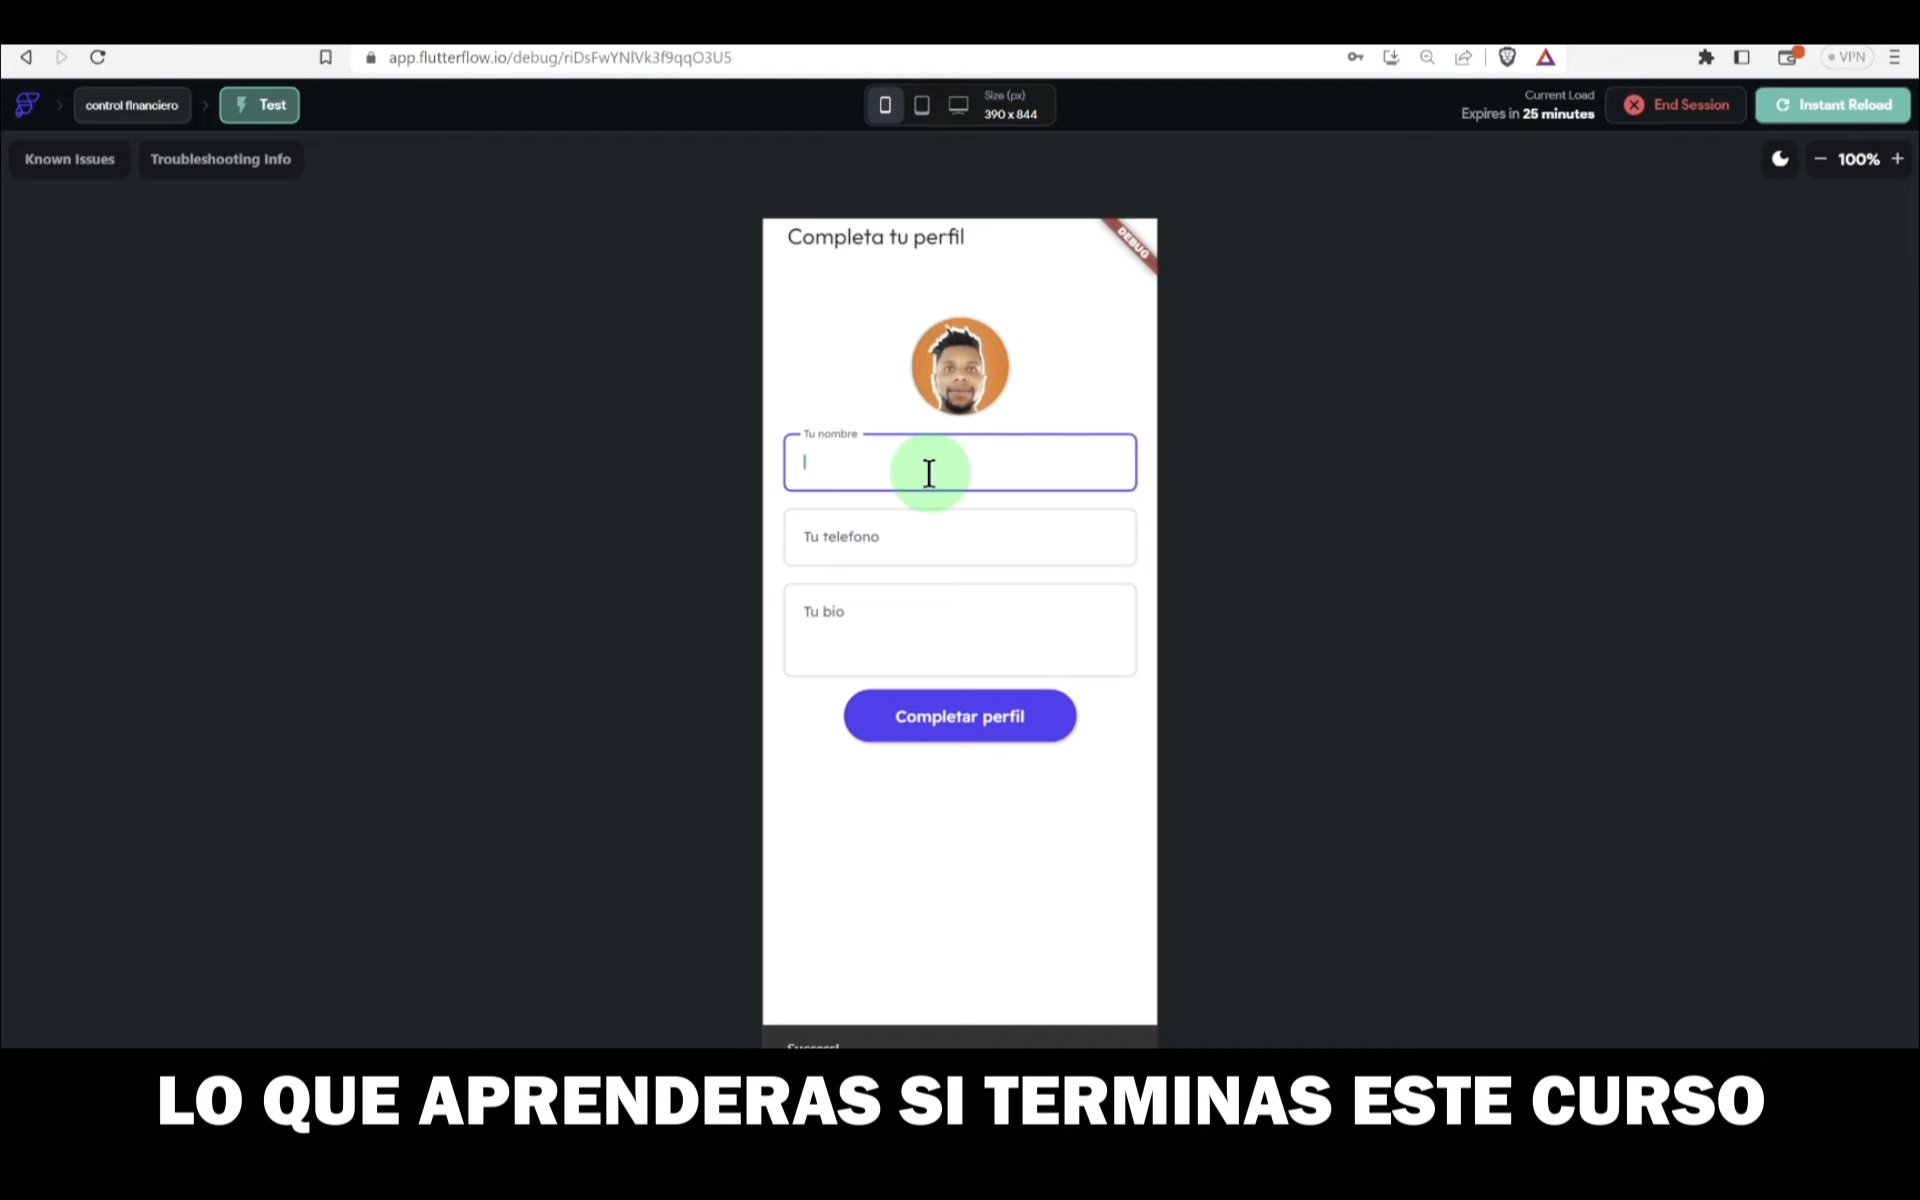 app.flutterflow.io/debug/riDsFwYNlVk3f9qqO3U5
VPN
control financiero
Test
Size (px)
390 x 844
Current Load
Expires in 25 minutes
End Session
Instant Reload
Known Issues
Troubleshooting Info
100%
Completa tu perfil
DEBUG
Tu nombre
Tu telefono
Tu bio
Completar perfil
Success!
LO QUE APRENDERAS SI TERMINAS ESTE CURSO